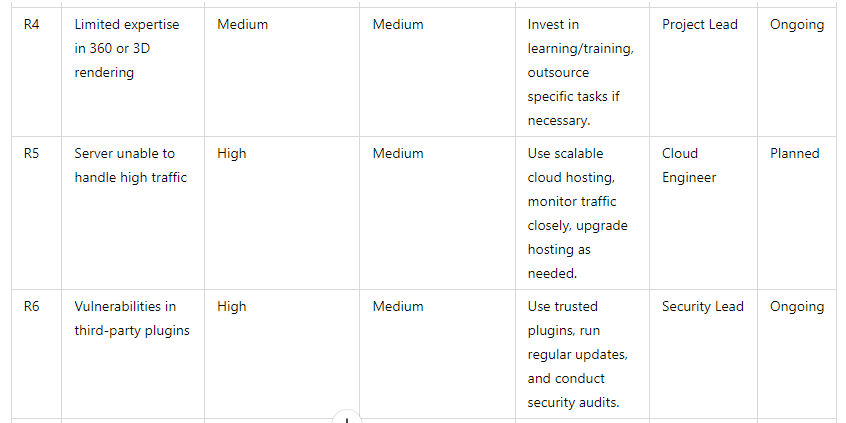 R4 Limited expertise Medium Medium Invest in Project Lead Ongoing
in 360 or 3D learning/training,
rendering outsource
specific tasks if
necessary.
R5 Server unable to High Medium Use scalable Cloud Planned
handle high traffic cloud hosting, Engineer
monitor traffic
closely, upgrade
hosting as
needed.
R6 Vulnerabilities in High Medium Use trusted Security Lead Ongoing
third-party plugins plugins, run
regular updates,
and conduct
security audits.